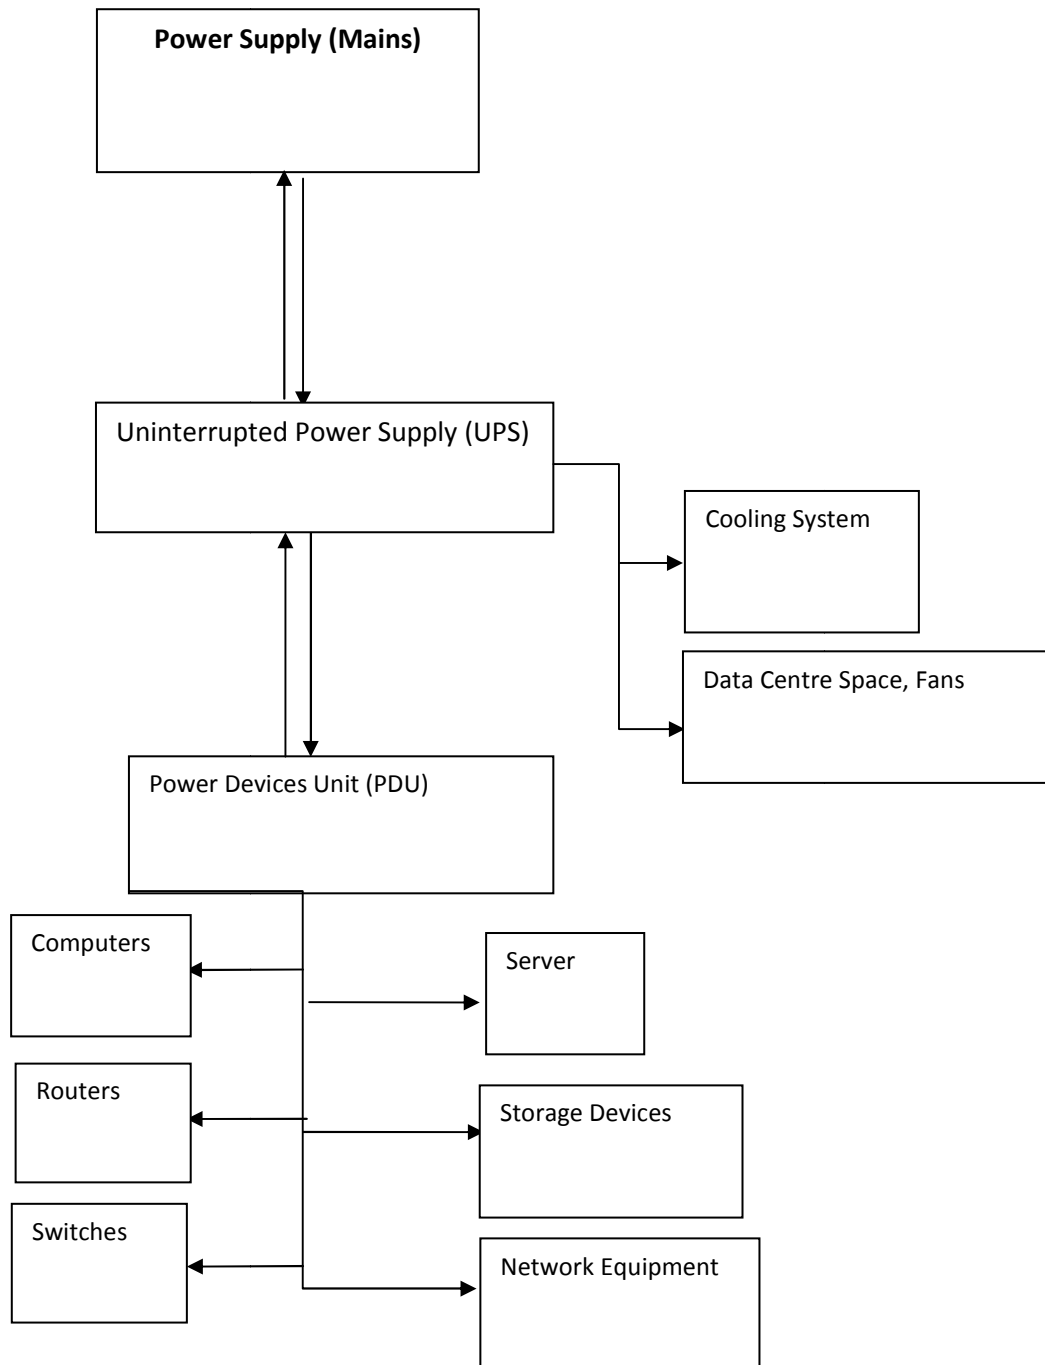 Power Supply (Mains)
Uninterrupted Power Supply (UPS)
Cooling System
Data Centre Space, Fans
Power Devices Unit (PDU)
Computers
Server
Routers
Storage Devices
Switches
Network Equipment